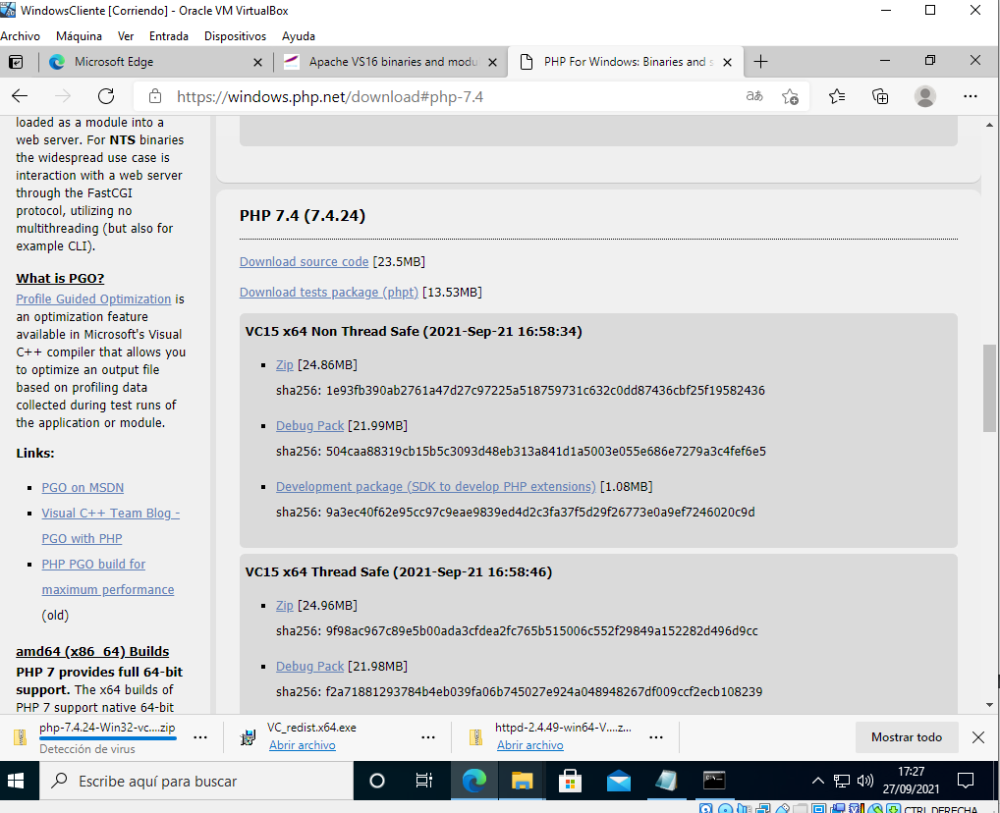 WindowsCliente [Corriendo] - Oracle VM VirtualBox
Archivo Máquina Ver Entrada Dispositivos Ayuda
Microsoft Edge
Apache VS16 binaries and modu
PHP For Windows: Binaries and s
https://windows.php.net/download#php-7.4
loaded as a module into a
web server. For NTS binaries
the widespread use case is
interaction with a web server
through the FastCGI
protocol, utilizing no
multithreading (but also for
example CLI).
What is PGO?
Profile Guided Optimization is
an optimization feature
available in Microsoft's Visual
C++ compiler that allows you
to optimize an output file
based on profiling data
collected during test runs of
the application or module.
Links:
PGO on MSDN
Visual C++ Team Blog -
PGO with PHP
PHP PGO build for
maximum performance
(old)
amd64 (x86_64) Builds
PHP 7 provides full 64-bit
support. The x64 builds of
PHP 7 support native 64-bit
PHP 7.4 (7.4.24)
Download source code [23.5MB]
Download tests package (phpt) [13.53MB]
VC15 x64 Non Thread Safe (2021-Sep-21 16:58:34)
Zip [24.86MB]
sha256: 1e93fb390ab2761a47d27c97225a518759731c632c0dd87436cbf25f19582436
Debug Pack [21.99MB]
sha256: 504caa88319cb15b5c3093d48eb313a841d1a5003e055e686e7279a3c4fef6e5
Development package (SDK to develop PHP extensions) [1.08MB]
sha256: 9a3ec40f62e95cc97c9eae9839ed4d2c3fa37f5d29f26773e0a9ef7246020c9d
VC15 x64 Thread Safe (2021-Sep-21 16:58:46)
Zip [24.96MB]
sha256: 9f98ac967c89e5b00ada3cfdea2fc765b515006c552f29849a152282d496d9cc
Debug Pack [21.98MB]
sha256: f2a71881293784b4eb039fa06b745027e924a048948267df009ccf2ecb108239
php-7.4.24-Win32-vc....zip
Detección de virus
VC_redist.x64.exe
Abrir archivo
httpd-2.4.49-win64-V....z...
Abrir archivo
Mostrar todo
Escribe aquí para buscar
17:27
27/09/2021
CTRL DERECHA